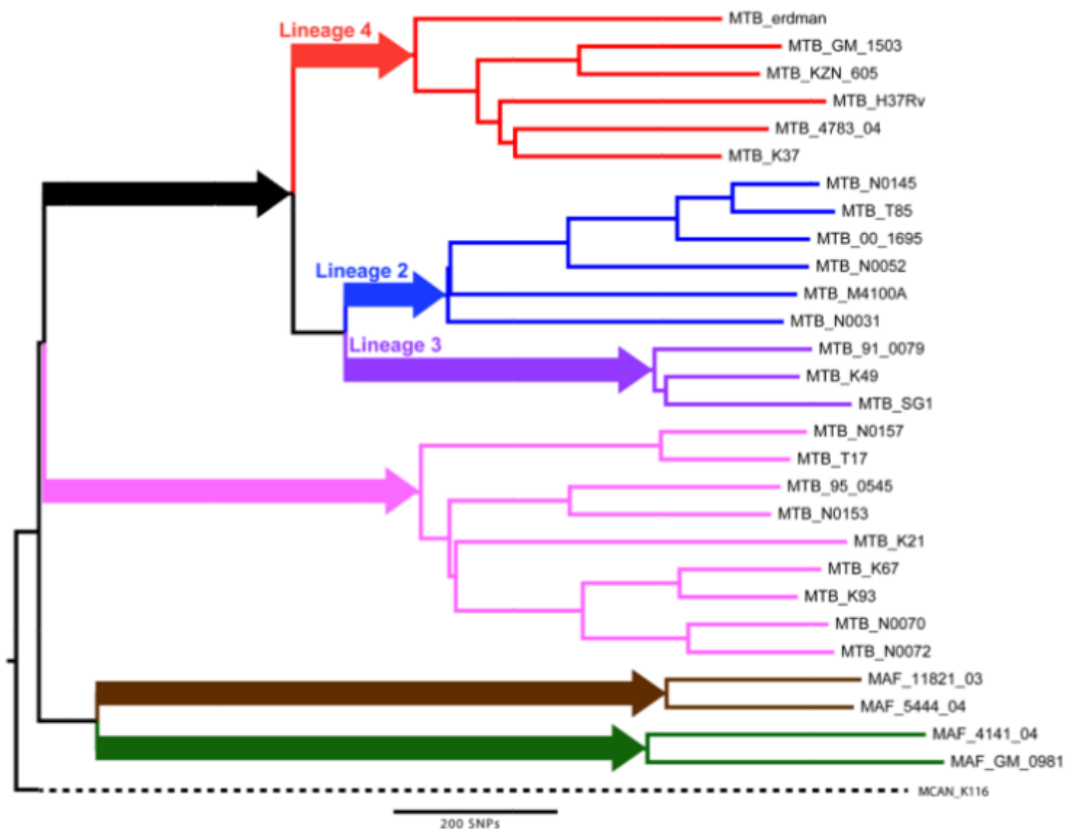 Lineage 4
MTB_erdman
MTB_GM_1503
MTB_KZN_605
MTB_H37Rv
MTB_4783_04
MTB_K37
MTB_N0145
MTB_T85
MTB_00_1695
Lineage 2
MTB_N0052
MTB_M4100A
MTB_N0031
Lineage 3
MTB_91_0079
MTB_K49
MTB_SG1
MTB_N0157
MTB_T17
MTB_95_0545
MTB_N0153
MTB_K21
MTB_K67
MTB_K93
MTB_N0070
MTB_N0072
MAF_11821_03
MAF_5444_04
MAF_4141_04
MAF_GM_0981
MCAN_K116
200 SNPs